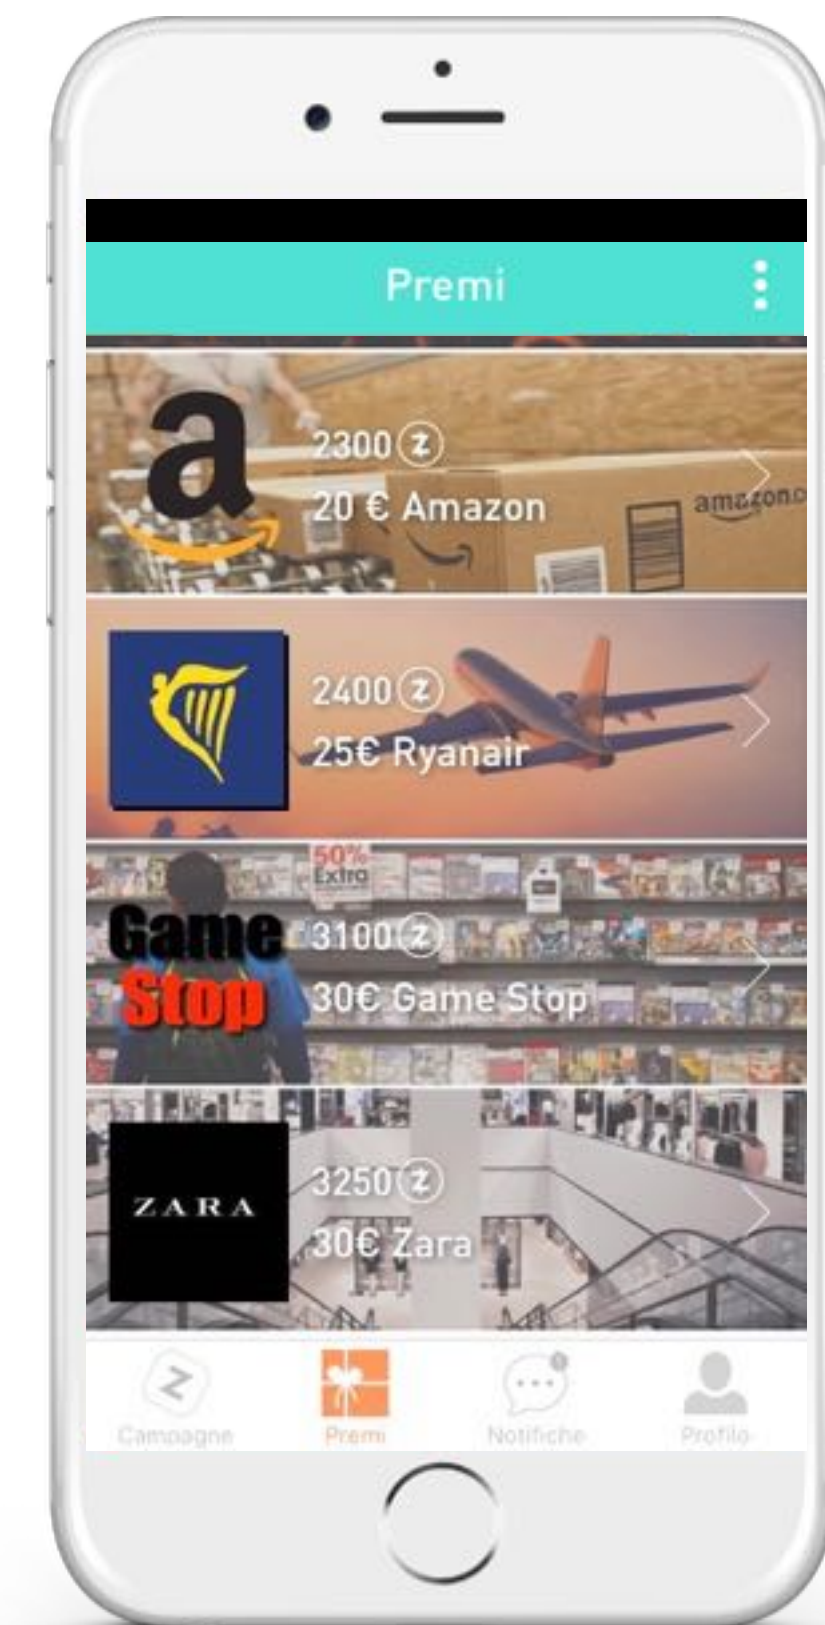 Premi
a
2300 Z
20 € Amazon
amazon.c
2400 Z
25€ Ryanair
50%
Extra
Game
Stop
3100 Z
30€ Game Stop
ZARA
3250 Z
30€ Zara
Z
Campagne
Premi
Notifiche
Profilo